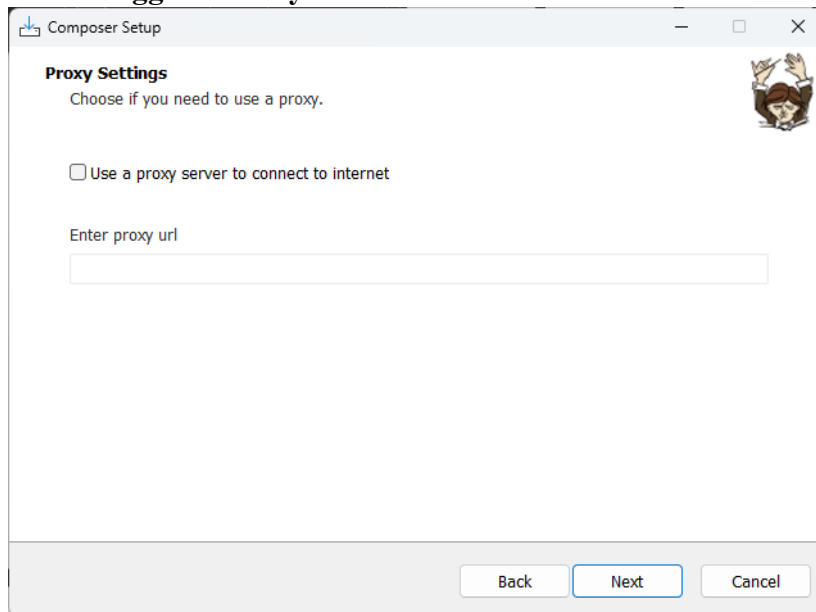 Composer Setup
Proxy Settings
Choose if you need to use a proxy.
Use a proxy server to connect to internet
Enter proxy url
Back Next Cancel